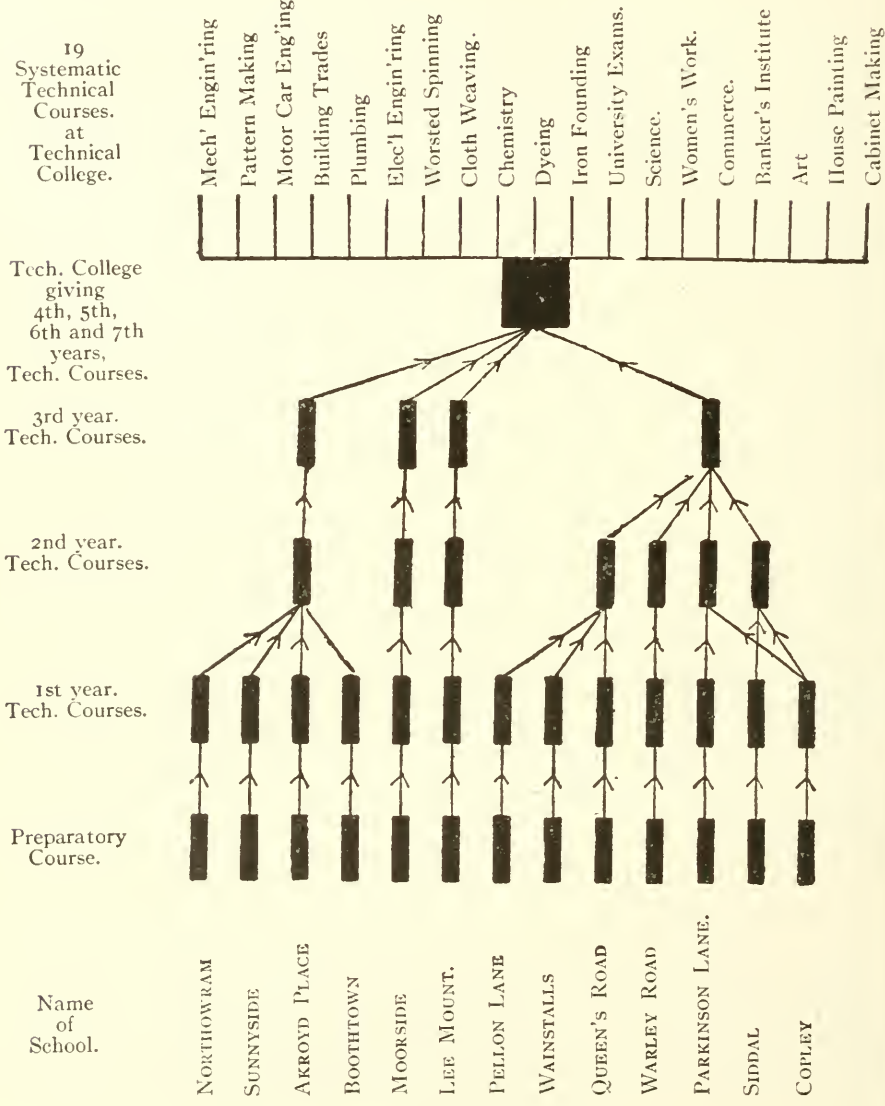 19
Systematic
Technical
Courses.
at
Technical
College.
Mech' Engin'ring
Pattern Making
Motor Car Eng'ing
Building Trades
Plumbing
Elec'l Engin'ring
Worsted Spinning
Cloth Weaving.
Chemistry
Dyeing
Iron Founding
University Exams.
Science.
Women's Work.
Commerce.
Banker's Institute
Art
House Painting
Cabinet Making
Tech. College
giving
4th, 5th,
6th and 7th
years,
Tech. Courses.
3rd year.
Tech. Courses.
2nd year.
Tech. Courses.
1st year.
Tech. Courses.
Preparatory
Course.
Name
of
School.
NORTHOWRAM
SUNNYSIDE
AKROYD PLACE
BOOTHTOWN
MOORSIDE
LEE MOUNT.
PELLON LANE
WAINSTALLS
QUEEN'S ROAD
WARLEY ROAD
PARKINSON LANE.
SIDDAL
COPLEY